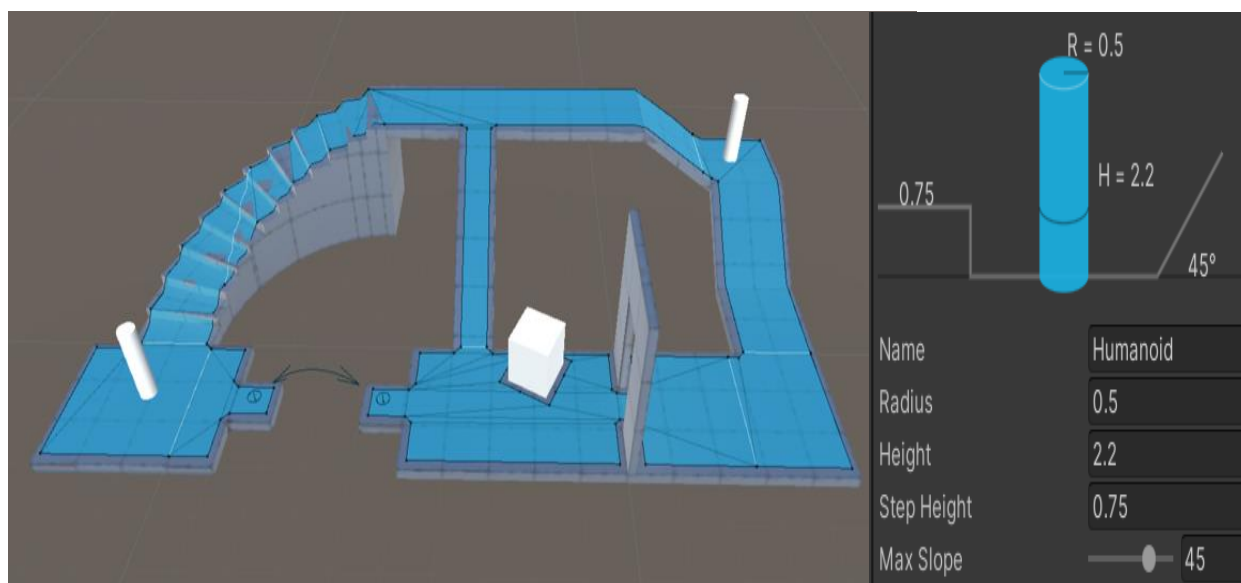 R = 0.5
0.75
H = 2.2
45°
Name Humanoid
Radius 0.5
Height 2.2
Step Height 0.75
Max Slope 45